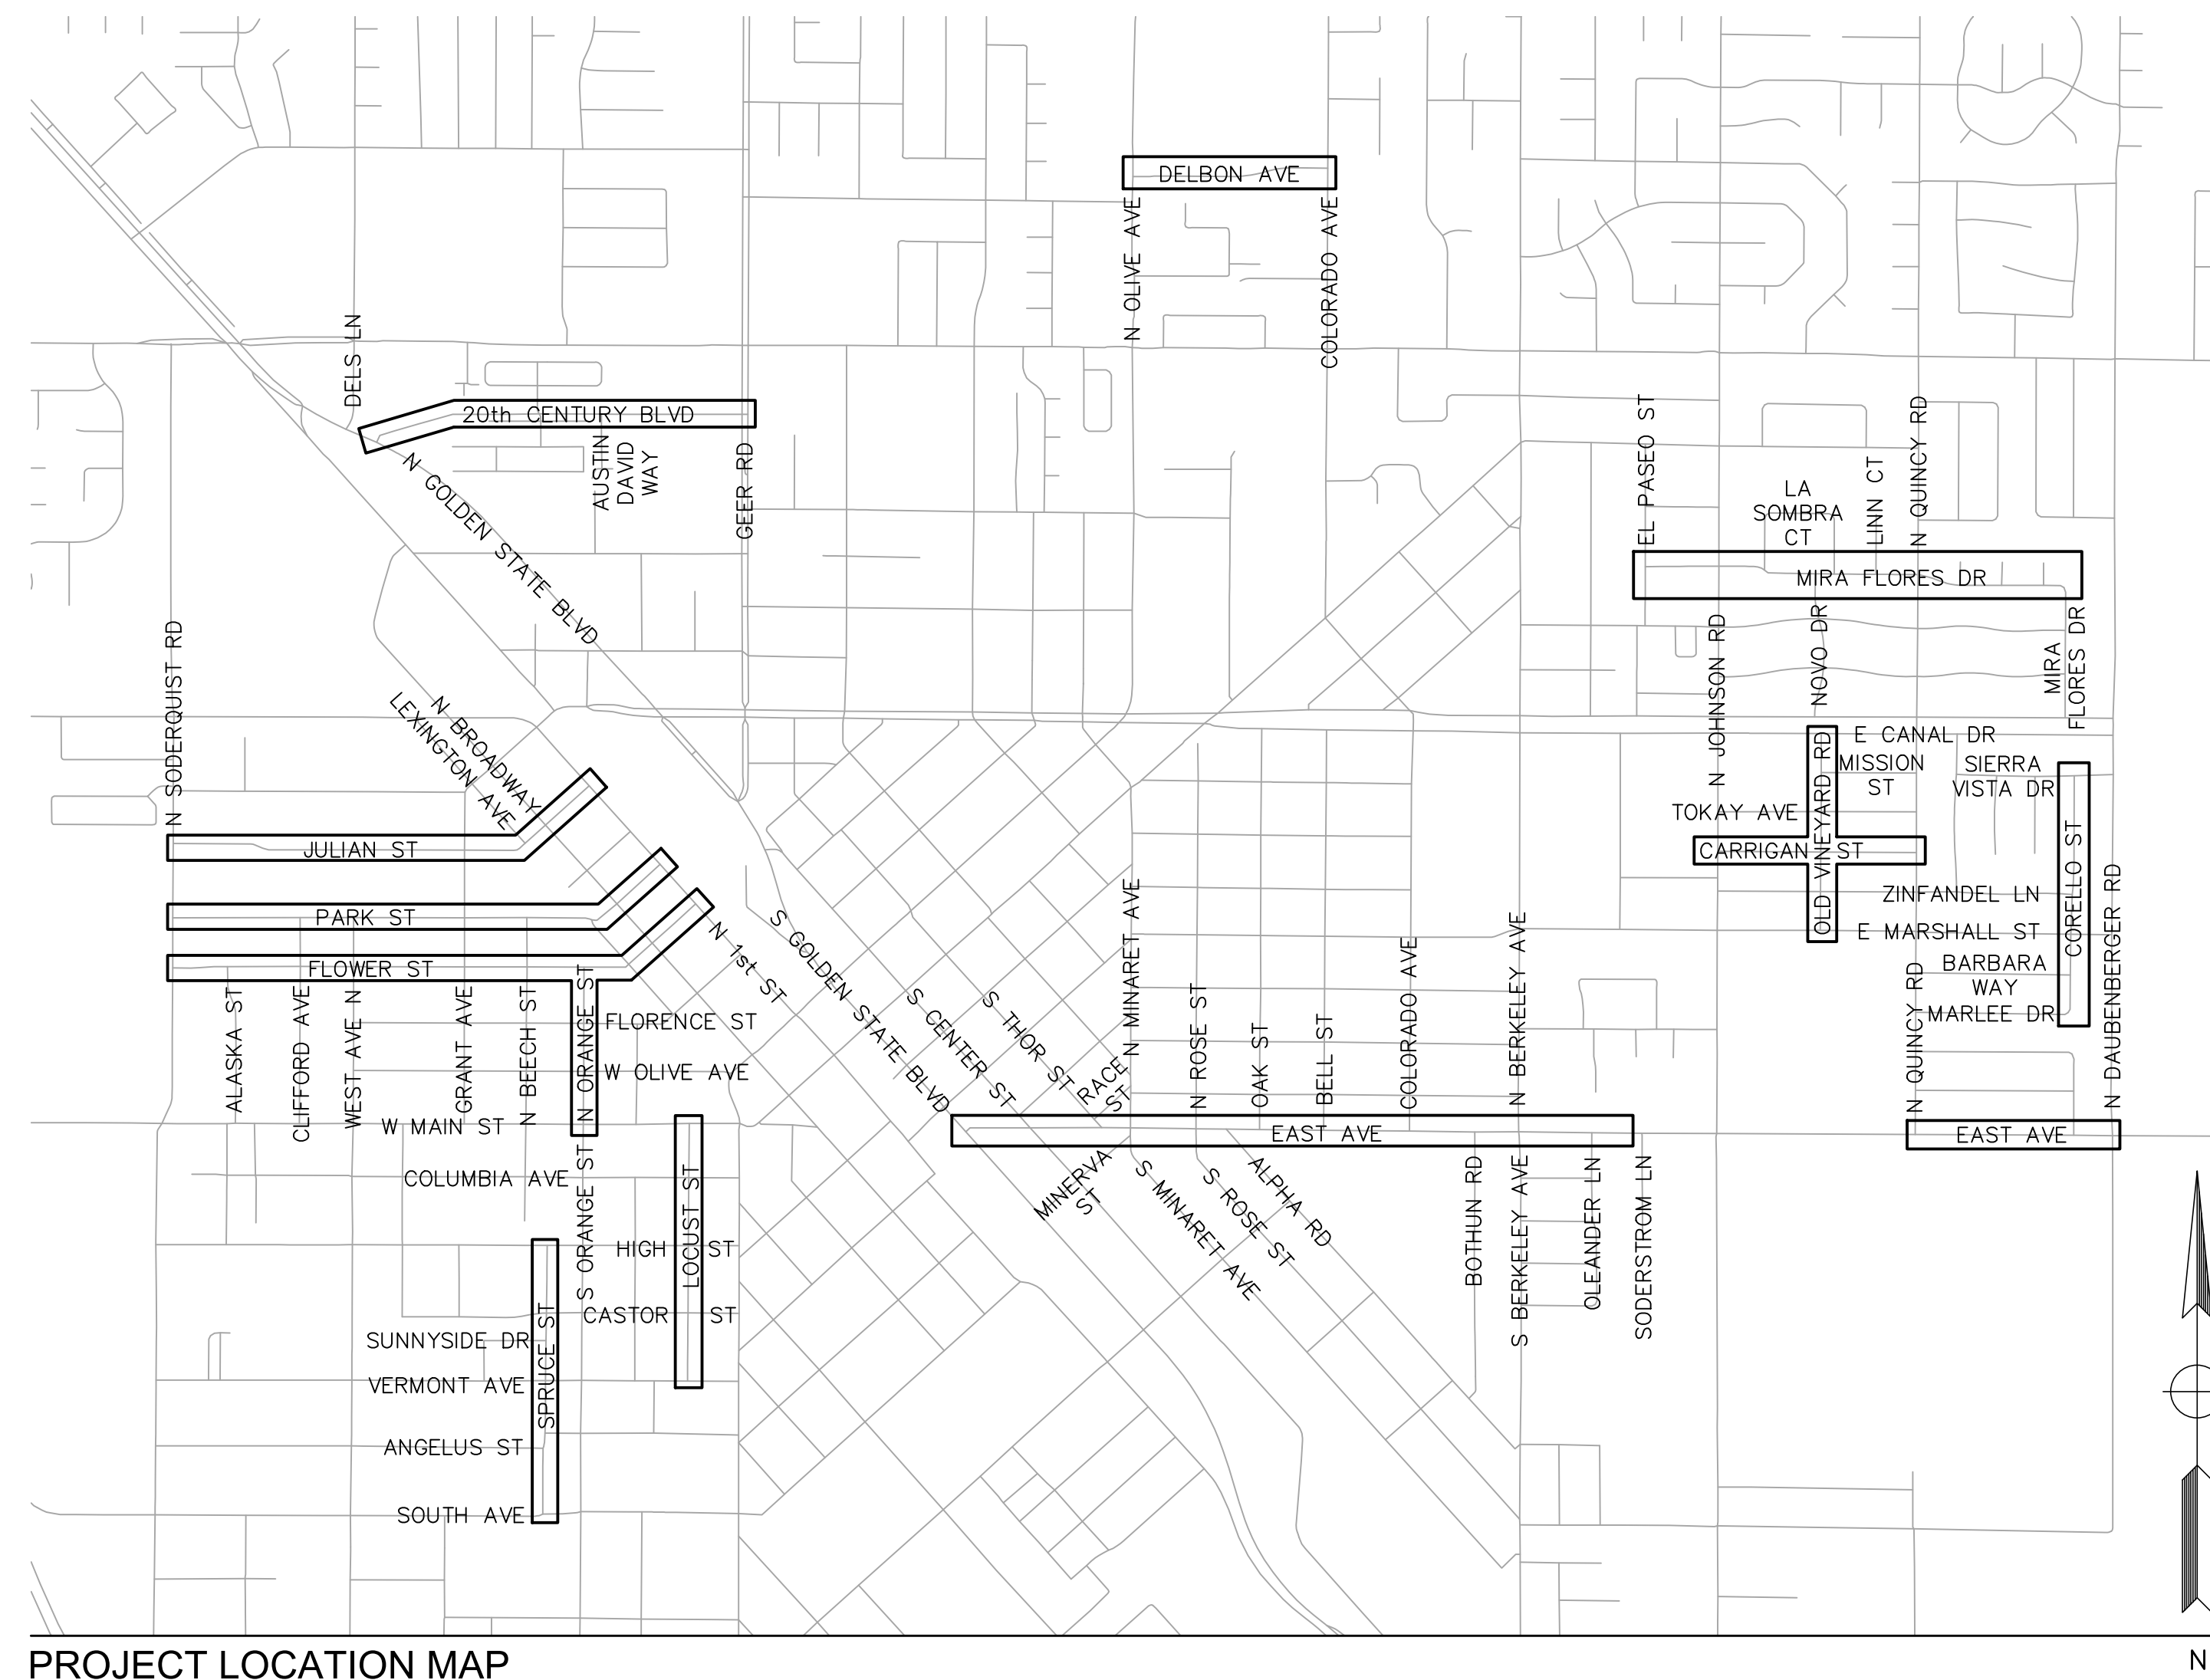 DELBON AVE
N OLIVE AVE
COLORADO AVE
DELS LN
20th CENTURY BLVD
N GOLDEN STATE BLVD
AUSTIN
DAVID
WAY
GEER RD
EL PASEO ST
LA
SOMBRA
CT
LINN CT
N QUINCY RD
MIRA FLORES DR
N SODERQUIST RD
N JOHNSON RD
NOVO DR
MIRA
FLORES DR
N BROADWAY
LEXINGTON
AVE
E CANAL DR
OLD VINEYARD RD
MISSION
ST
SIERRA
VISTA DR
TOKAY AVE
JULIAN ST
CARRIGAN ST
CORELLO ST
ZINFANDEL LN
PARK ST
E MARSHALL ST
N 1st ST
S GOLDEN STATE BLVD
N MINARET AVE
FLOWER ST
BARBARA
WAY
MARLEE DR
N DAUBENBERGER RD
N QUINCY RD
ALASKA ST
CLIFFORD AVE
WEST AVE N
GRANT AVE
N BEECH ST
N ORANGE ST
FLORENCE ST
W OLIVE AVE
S CENTER ST
S THOR ST
RACE
ST
N ROSE ST
OAK ST
BELL ST
COLORADO AVE
N BERKELEY AVE
W MAIN ST
EAST AVE
EAST AVE
COLUMBIA AVE
S ORANGE ST
LOCUST ST
MINERVA
ST
S MINARET AVE
S ROSE ST
ALPHA RD
BOTHUN RD
S BERKELEY AVE
OLEANDER LN
SODERSTROM LN
HIGH ST
CASTOR ST
SUNNYSIDE DR
SPRUCE ST
VERMONT AVE
ANGELUS ST
SOUTH AVE
PROJECT LOCATION MAP
N